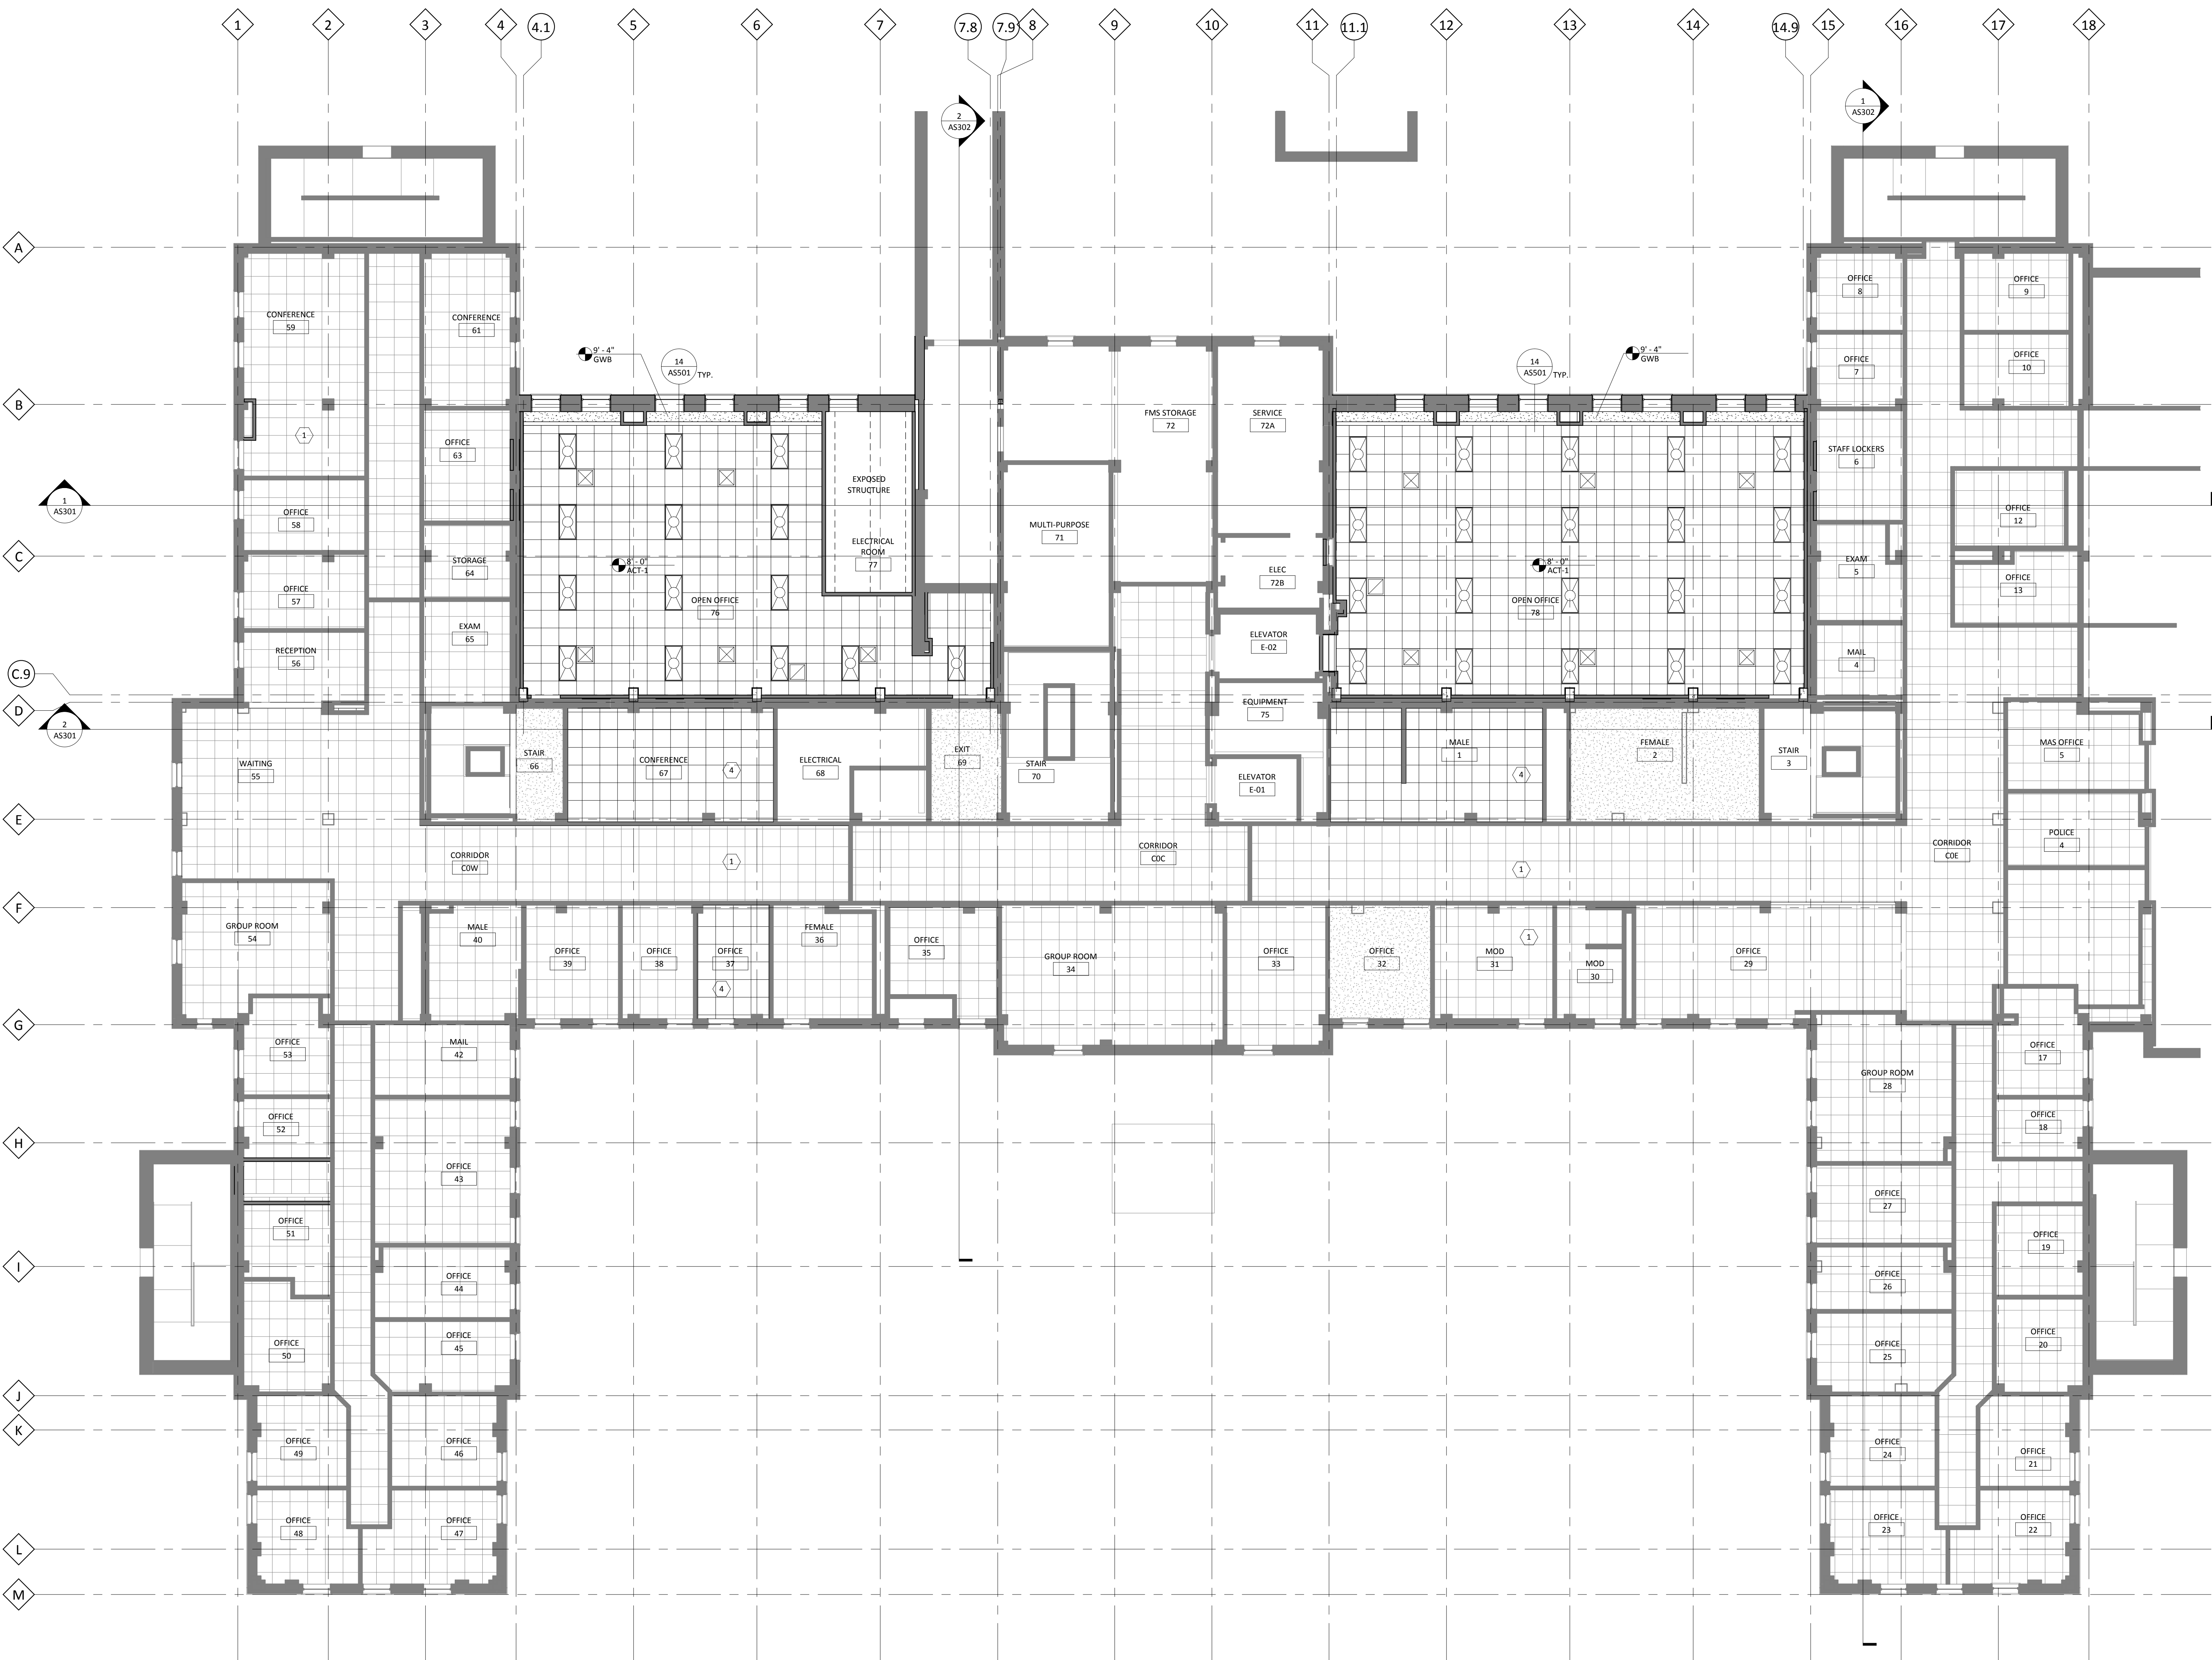 1
2
3
4
4.1
5
6
7
7.8
7.9
8
9
10
11
11.1
12
13
14
14.9
15
16
17
18
2
AS302
1
AS302
A
B
C
C.9
D
E
F
G
H
I
J
K
L
M
1
AS301
2
AS301
CONFERENCE
59
1
CONFERENCE
61
OFFICE
63
OFFICE
58
STORAGE
64
OFFICE
57
EXAM
65
RECEPTION
56
9' - 4"
GWB
14
AS501
TYP.
EXPOSED
STRUCTURE
ELECTRICAL
ROOM
77
8' - 0"
ACT-1
OPEN OFFICE
76
FMS STORAGE
72
SERVICE
72A
MULTI-PURPOSE
71
ELEC
72B
ELEVATOR
E-02
EQUIPMENT
75
ELEVATOR
E-01
14
AS501
TYP.
9' - 4"
GWB
8' - 0"
ACT-1
OPEN OFFICE
78
OFFICE
8
OFFICE
9
OFFICE
7
OFFICE
10
STAFF LOCKERS
6
OFFICE
12
EXAM
5
OFFICE
13
MAIL
4
WAITING
55
STAIR
66
CONFERENCE
67
4
ELECTRICAL
68
EXIT
69
STAIR
70
MALE
1
4
FEMALE
2
STAIR
3
MAS OFFICE
5
POLICE
4
CORRIDOR
C0W
1
CORRIDOR
C0C
1
CORRIDOR
C0E
GROUP ROOM
54
MALE
40
OFFICE
39
OFFICE
38
OFFICE
37
4
FEMALE
36
OFFICE
35
GROUP ROOM
34
OFFICE
33
OFFICE
32
MOD
31
1
MOD
30
OFFICE
29
OFFICE
53
MAIL
42
OFFICE
52
OFFICE
43
OFFICE
51
OFFICE
44
OFFICE
50
OFFICE
45
OFFICE
49
OFFICE
46
OFFICE
48
OFFICE
47
GROUP ROOM
28
OFFICE
17
OFFICE
18
OFFICE
27
OFFICE
19
OFFICE
26
OFFICE
25
OFFICE
20
OFFICE
24
OFFICE
21
OFFICE
23
OFFICE
22